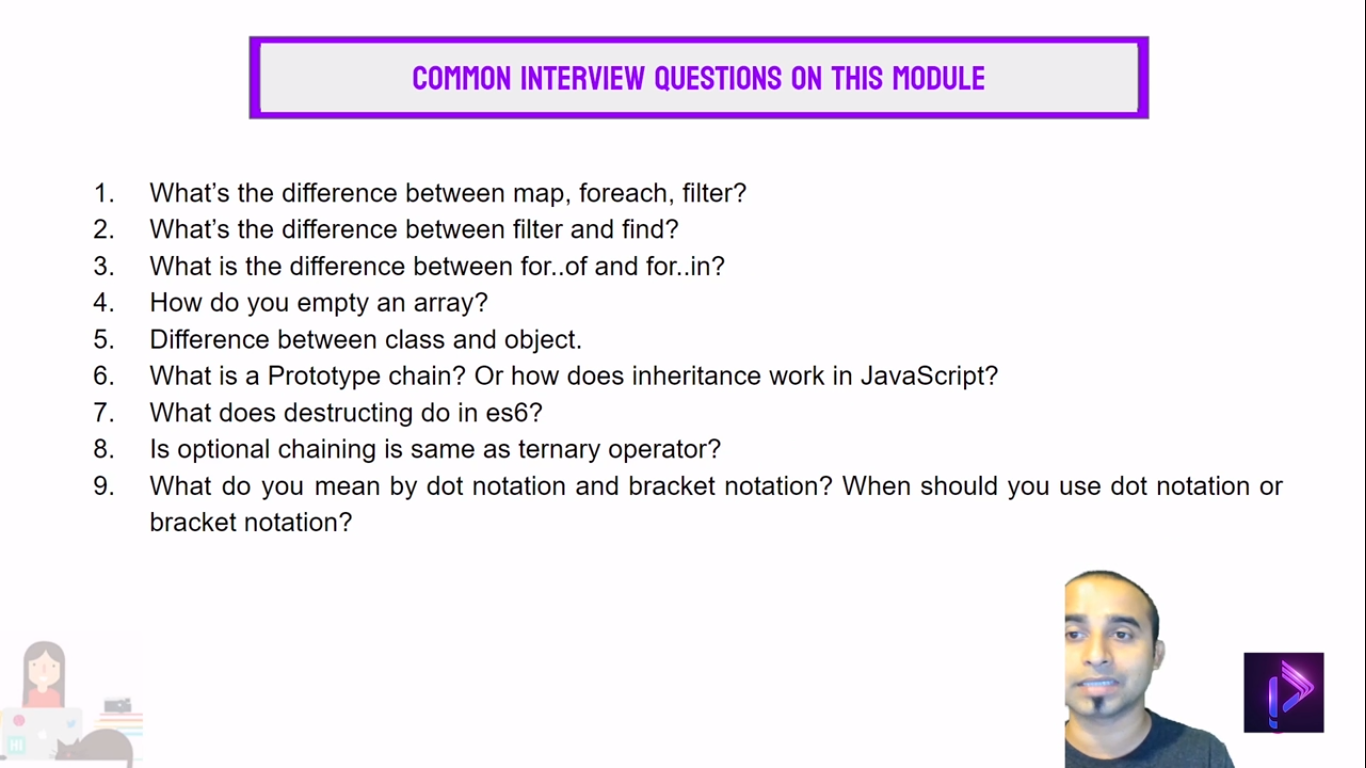 COMMON INTERVIEW QUESTIONS ON THIS MODULE
1. What’s the difference between map, foreach, filter?
2. What’s the difference between filter and find?
3. What is the difference between for..of and for..in?
4. How do you empty an array?
5. Difference between class and object.
6. What is a Prototype chain? Or how does inheritance work in JavaScript?
7. What does destructing do in es6?
8. Is optional chaining is same as ternary operator?
9. What do you mean by dot notation and bracket notation? When should you use dot notation or
bracket notation?
HI